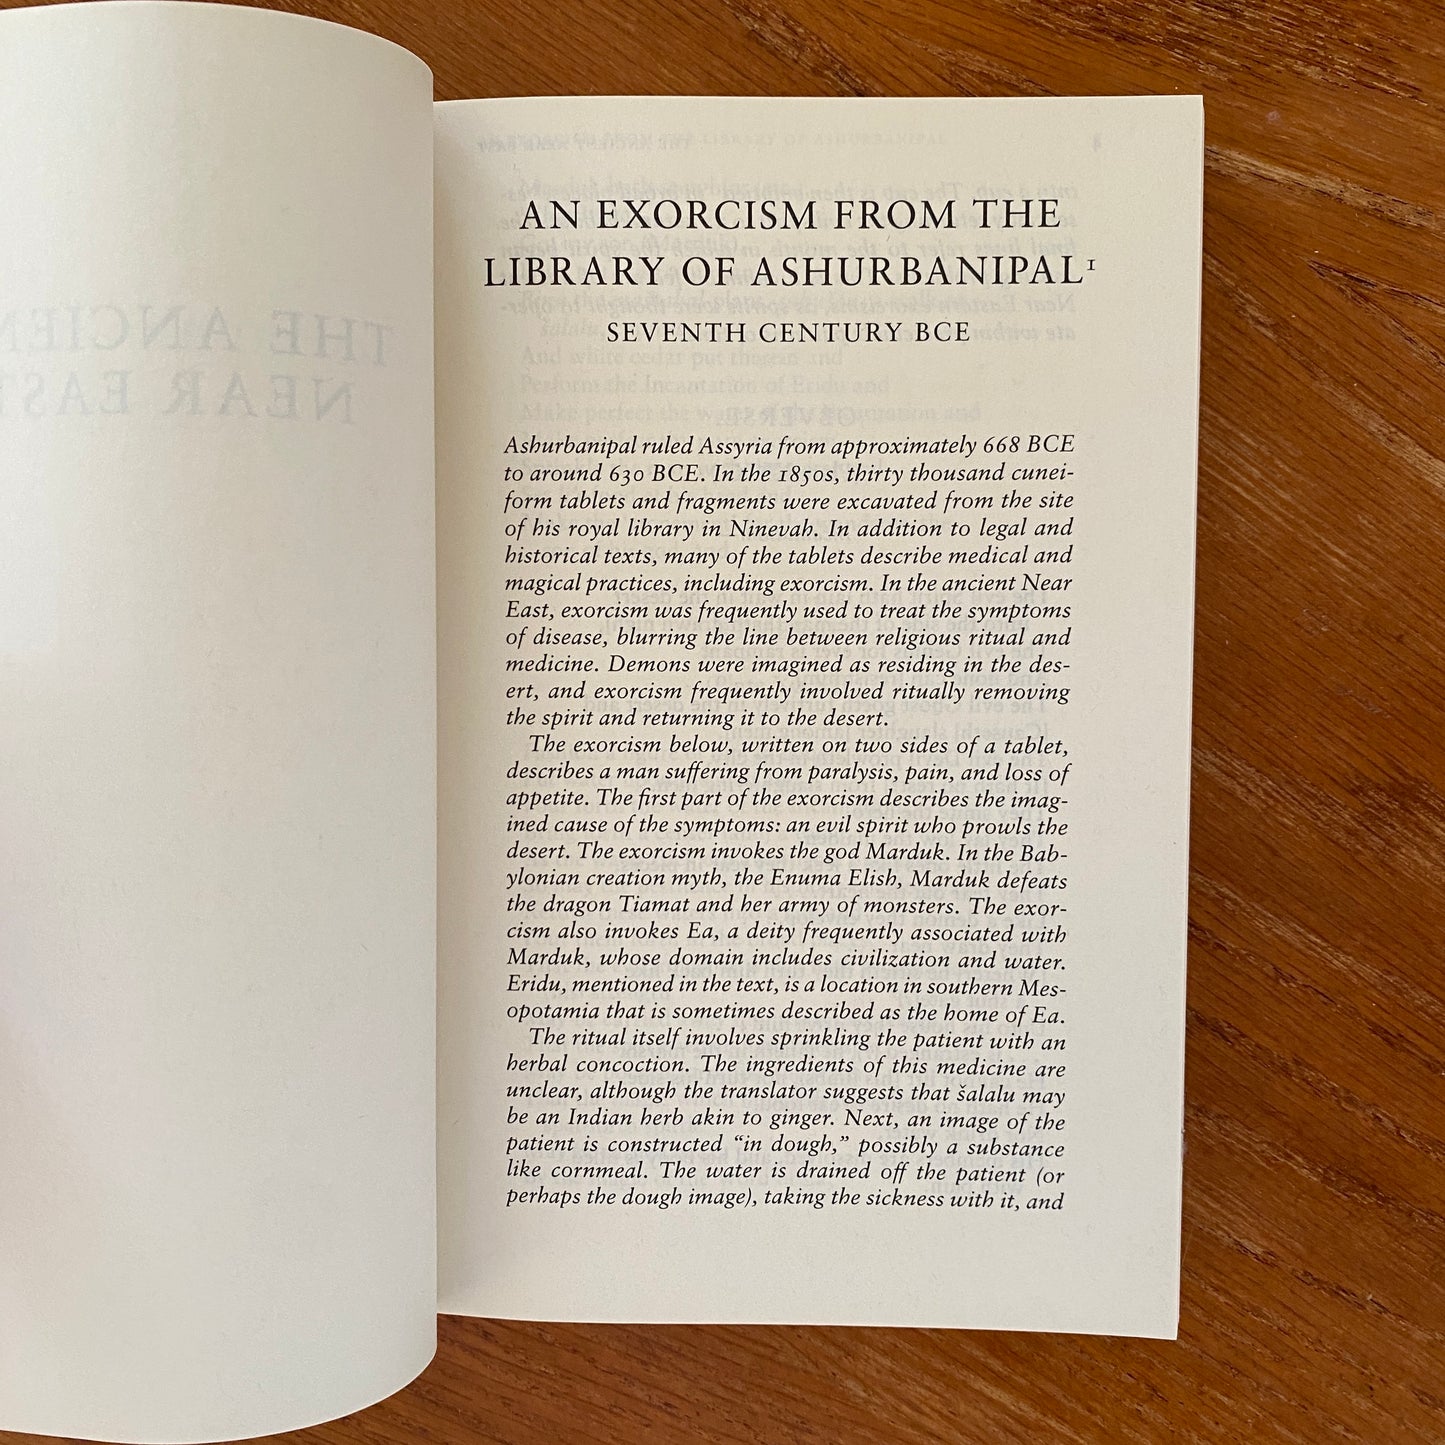 AN EXORCISM FROM THE
LIBRARY OF ASHURBANIPAL¹
SEVENTH CENTURY BCE
Ashurbanipal ruled Assyria from approximately 668 BCE
to around 630 BCE. In the 1850s, thirty thousand cunei-
form tablets and fragments were excavated from the site
of his royal library in Ninevah. In addition to legal and
historical texts, many of the tablets describe medical and
magical practices, including exorcism. In the ancient Near
East, exorcism was frequently used to treat the symptoms
of disease, blurring the line between religious ritual and
medicine. Demons were imagined as residing in the des-
ert, and exorcism frequently involved ritually removing
the spirit and returning it to the desert.
The exorcism below, written on two sides of a tablet,
describes a man suffering from paralysis, pain, and loss of
appetite. The first part of the exorcism describes the imag-
ined cause of the symptoms: an evil spirit who prowls the
desert. The exorcism invokes the god Marduk. In the Bab-
ylonian creation myth, the Enuma Elish, Marduk defeats
the dragon Tiamat and her army of monsters. The exor-
cism also invokes Ea, a deity frequently associated with
Marduk, whose domain includes civilization and water.
Eridu, mentioned in the text, is a location in southern Mes-
opotamia that is sometimes described as the home of Ea.
The ritual itself involves sprinkling the patient with an
herbal concoction. The ingredients of this medicine are
unclear, although the translator suggests that šalalu may
be an Indian herb akin to ginger. Next, an image of the
patient is constructed “in dough,” possibly a substance
like cornmeal. The water is drained off the patient (or
perhaps the dough image), taking the sickness with it, and